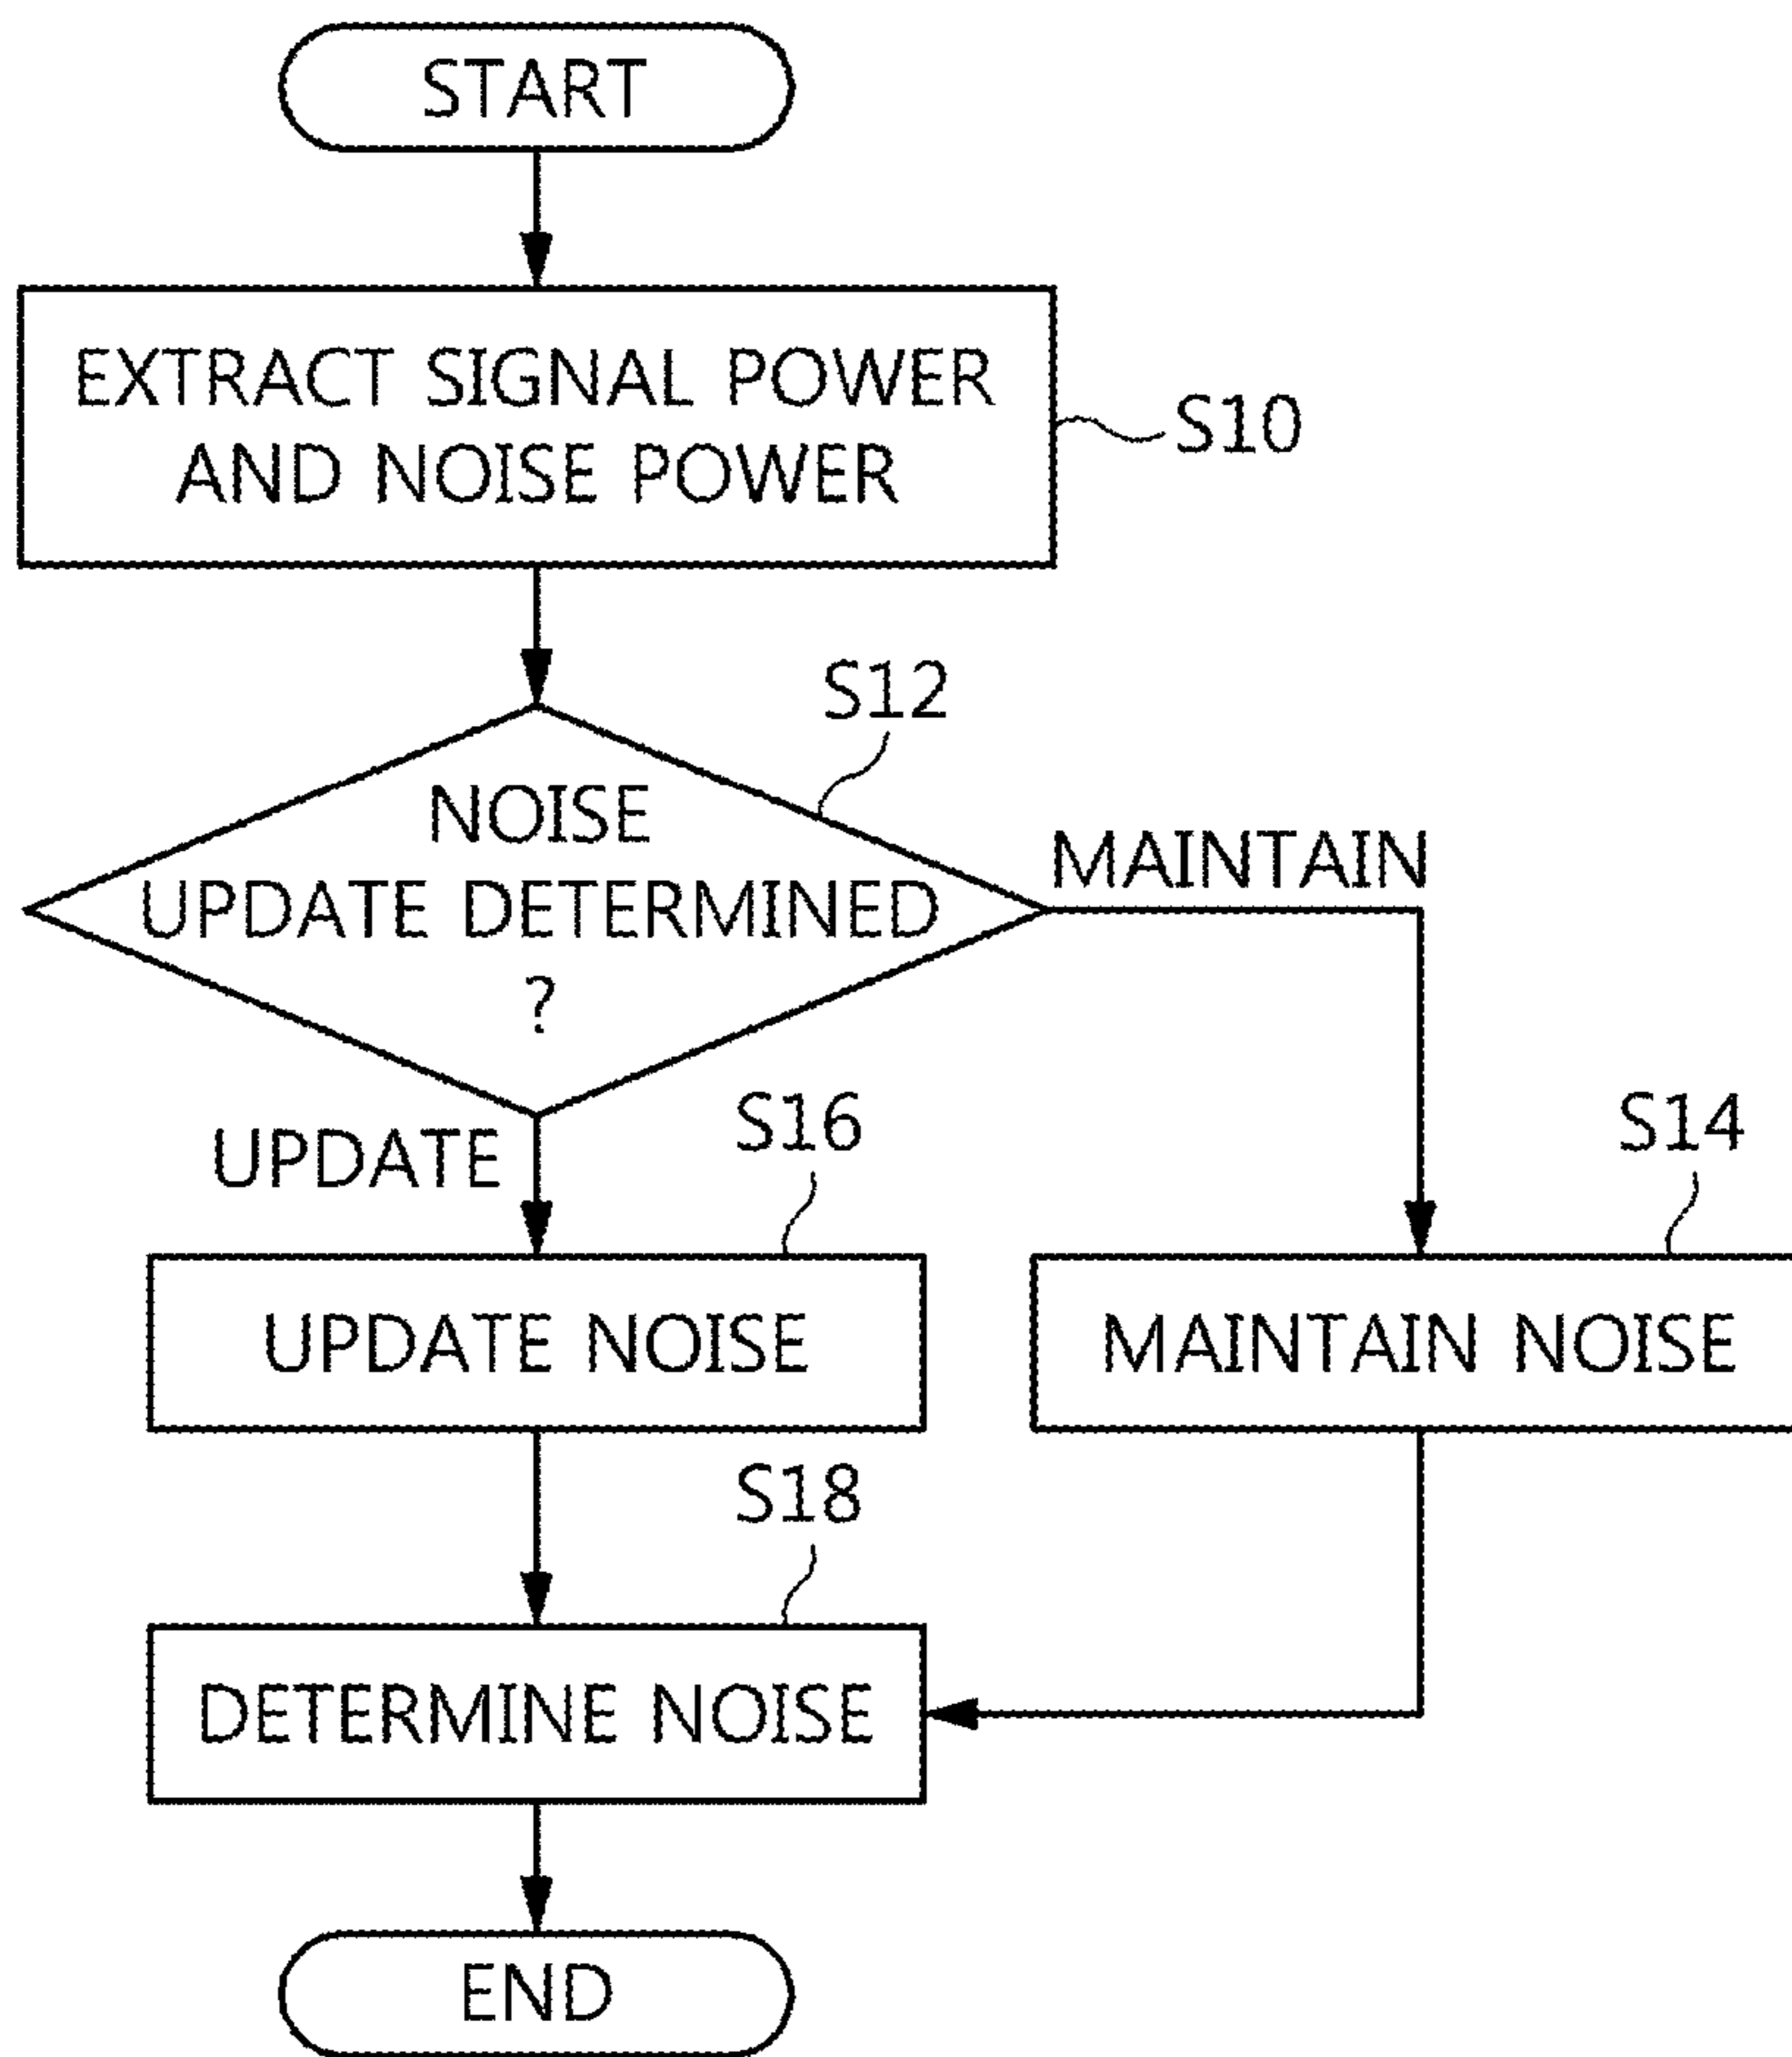 START
EXTRACT SIGNAL POWER
AND NOISE POWER
S10
S12
NOISE
UPDATE DETERMINED
?
MAINTAIN
UPDATE
S16
S14
UPDATE NOISE
MAINTAIN NOISE
S18
DETERMINE NOISE
END